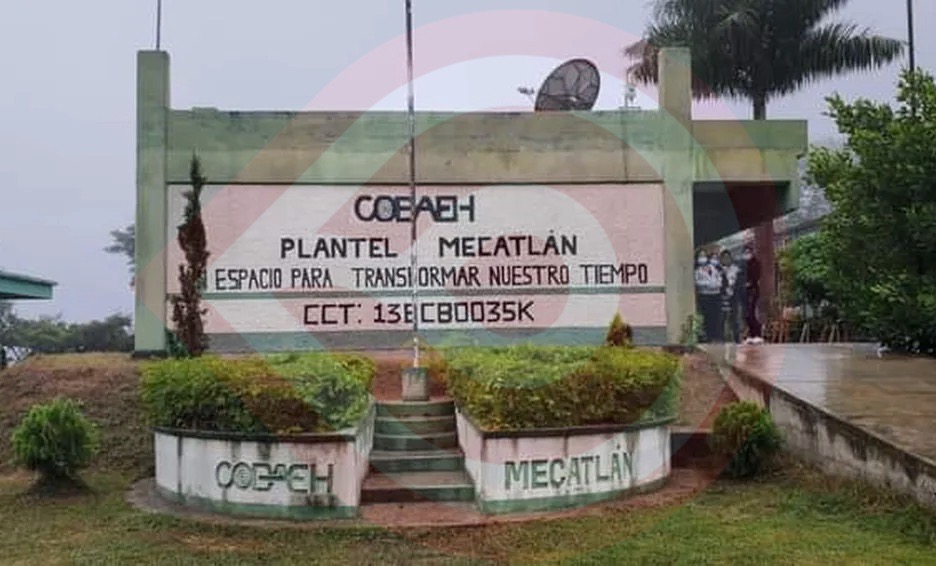 COBAEH
PLANTEL MECATLÁN
ESPACIO PARA TRANSFORMAR NUESTRO TIEMPO
CCT: 13ECB0035K
COBAEH
MECATLÁN